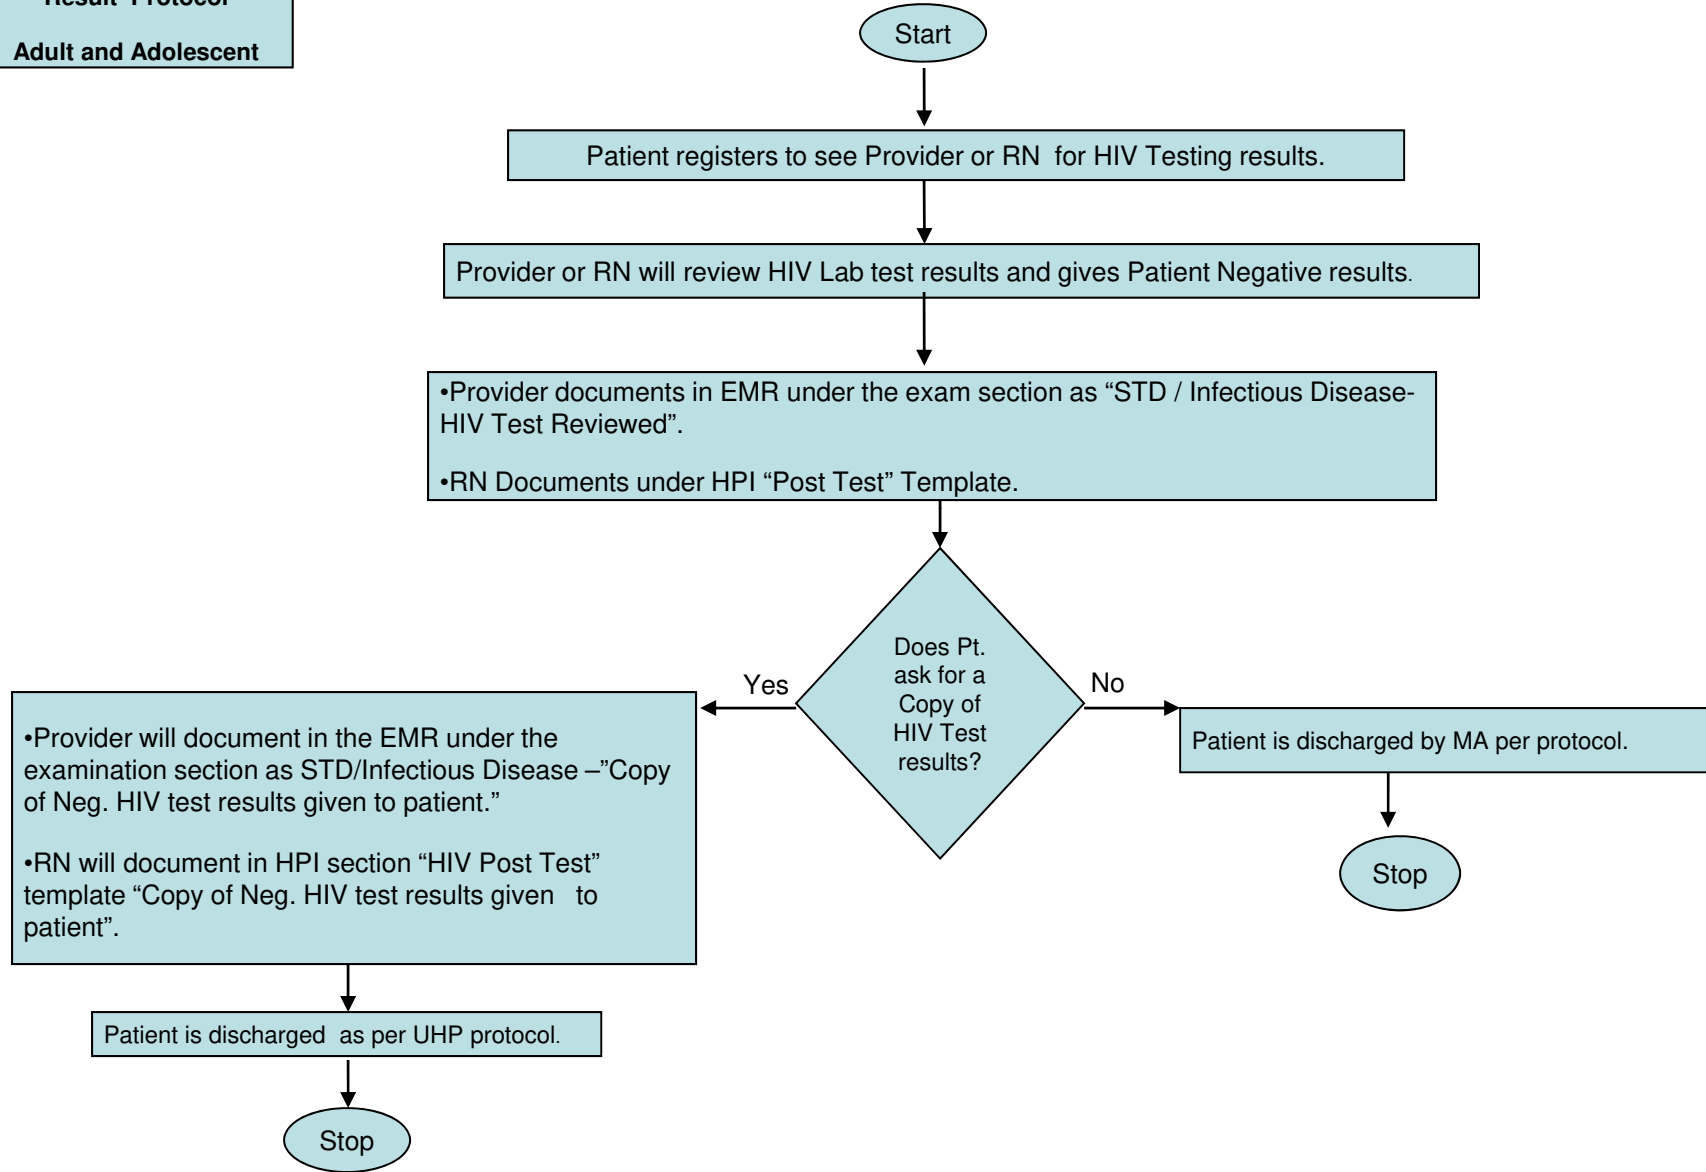 Result Protocol
Adult and Adolescent
Start
Patient registers to see Provider or RN for HIV Testing results.
Provider or RN will review HIV Lab test results and gives Patient Negative results.
•Provider documents in EMR under the exam section as “STD / Infectious Disease-
HIV Test Reviewed”.
•RN Documents under HPI “Post Test” Template.
Does Pt.
ask for a
Copy of
HIV Test
results?
Yes
No
•Provider will document in the EMR under the
examination section as STD/Infectious Disease –”Copy
of Neg. HIV test results given to patient.”
•RN will document in HPI section “HIV Post Test”
template “Copy of Neg. HIV test results given to
patient”.
Patient is discharged by MA per protocol.
Stop
Patient is discharged as per UHP protocol.
Stop